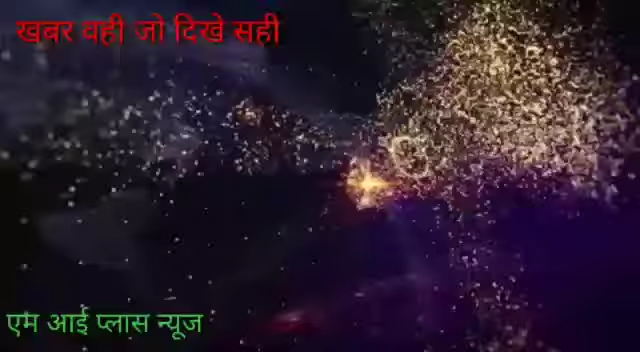 खबर वही जो दिखे सही
एम आई प्लास न्यूज